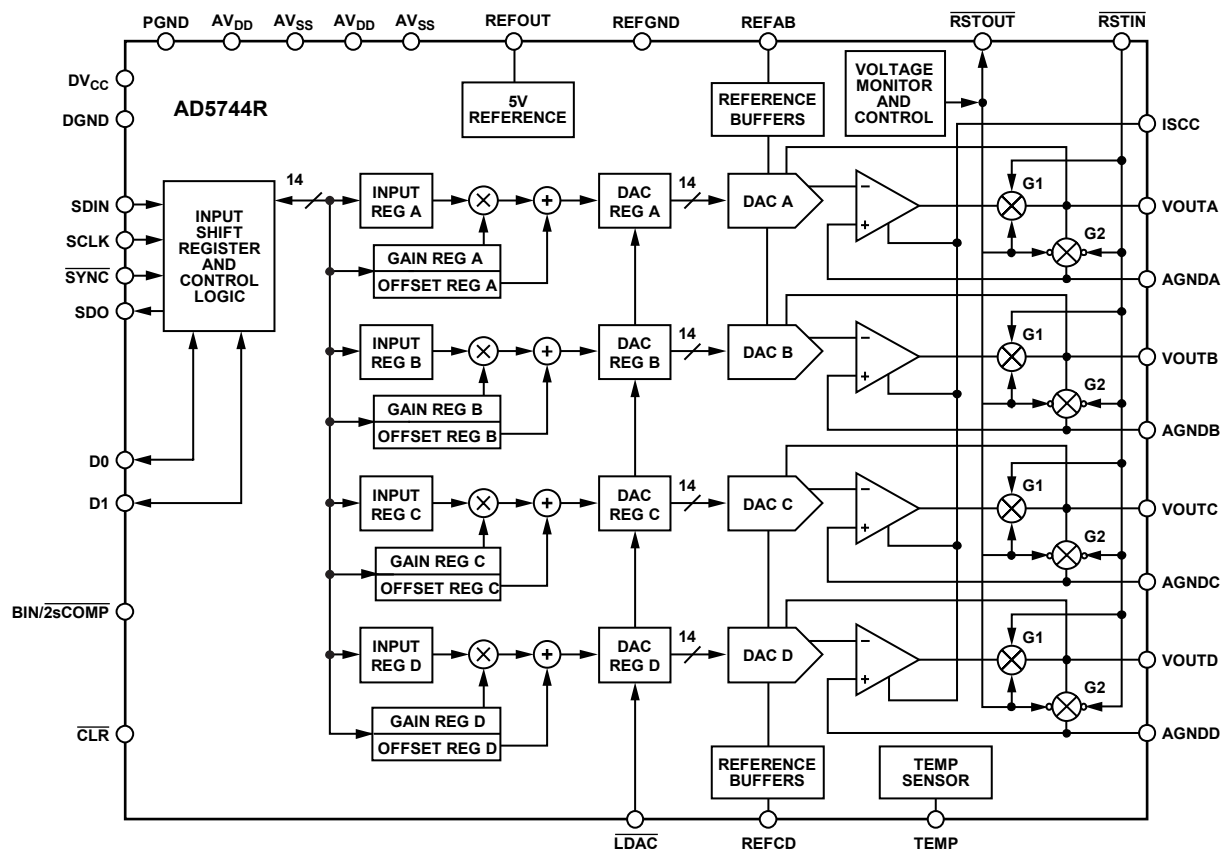 PGND
AVDD
AVSS
AVDD
AVSS
REFOUT
REFGND
REFAB
RSTOUT
RSTIN
DVCC
DGND
AD5744R
5V
REFERENCE
REFERENCE
BUFFERS
VOLTAGE
MONITOR
AND
CONTROL
ISCC
SDIN
SCLK
SYNC
SDO
INPUT
SHIFT
REGISTER
AND
CONTROL
LOGIC
14
INPUT
REG A
×
+
GAIN REG A
OFFSET REG A
DAC
REG A
14
DAC A
−
+
G1
G2
VOUTA
AGNDA
INPUT
REG B
×
+
GAIN REG B
OFFSET REG B
DAC
REG B
14
DAC B
−
+
G1
G2
VOUTB
AGNDB
D0
D1
INPUT
REG C
×
+
GAIN REG C
OFFSET REG C
DAC
REG C
14
DAC C
−
+
G1
G2
VOUTC
AGNDC
BIN/2sCOMP
INPUT
REG D
×
+
GAIN REG D
OFFSET REG D
DAC
REG D
14
DAC D
−
+
G1
G2
VOUTD
AGNDD
CLR
REFERENCE
BUFFERS
TEMP
SENSOR
LDAC
REFCD
TEMP